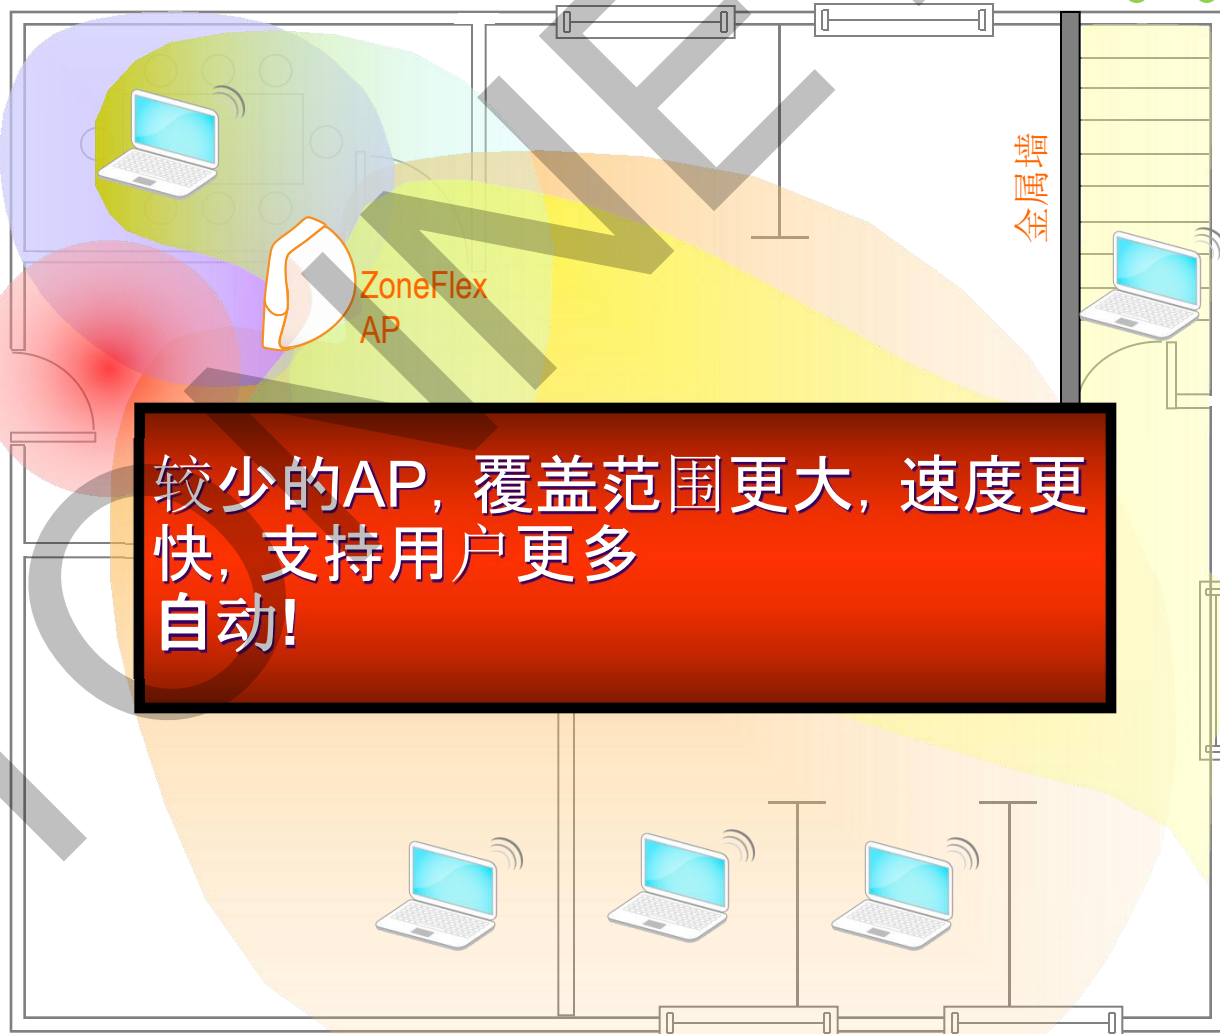 金属墙
ZoneFlex
AP
较少的AP, 覆盖范围更大, 速度更
快, 支持用户更多
自动!